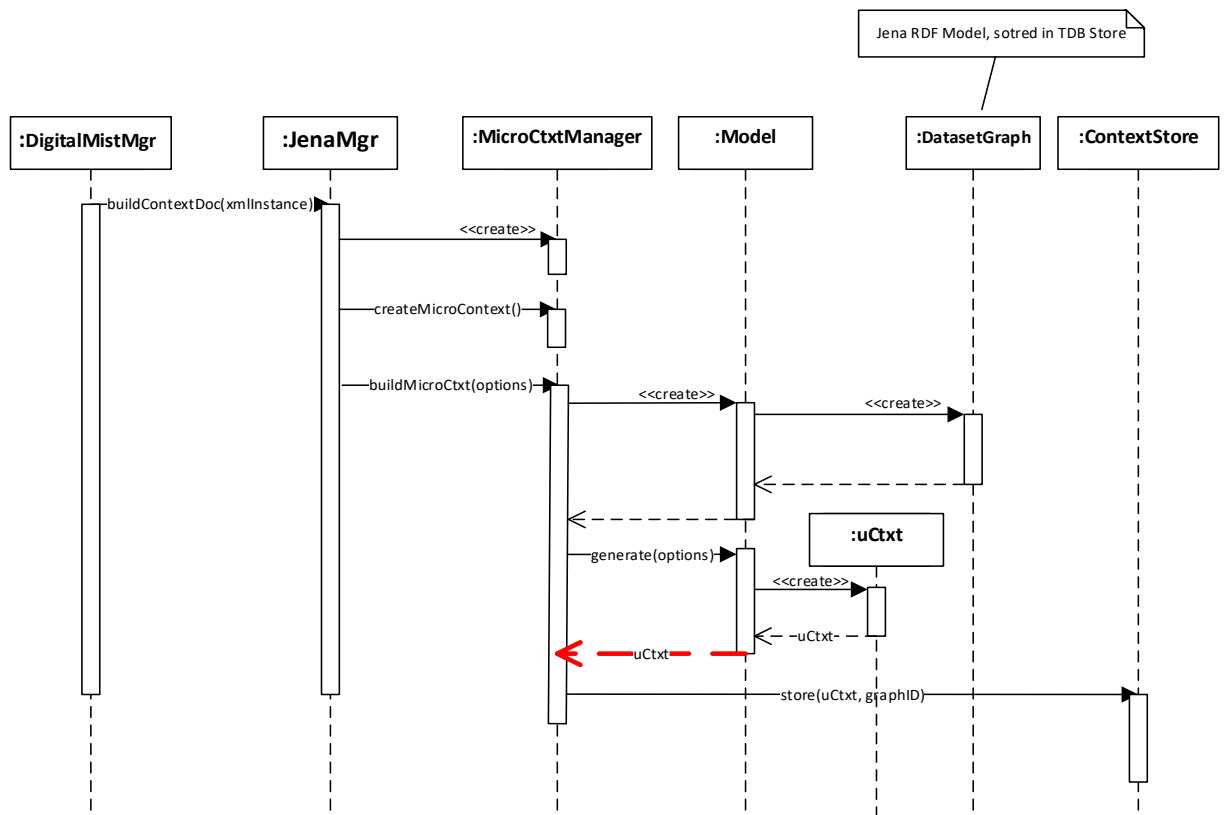 Jena RDF Model, sotred in TDB Store
:DigitalMistMgr
:JenaMgr
:MicroCtxtManager
:Model
:DatasetGraph
:ContextStore
buildContextDoc(xmlInstance)
<<create>>
createMicroContext()
buildMicroCtxt(options)
<<create>>
<<create>>
:uCtxt
generate(options)
<<create>>
uCtxt
uCtxt
store(uCtxt, graphID)